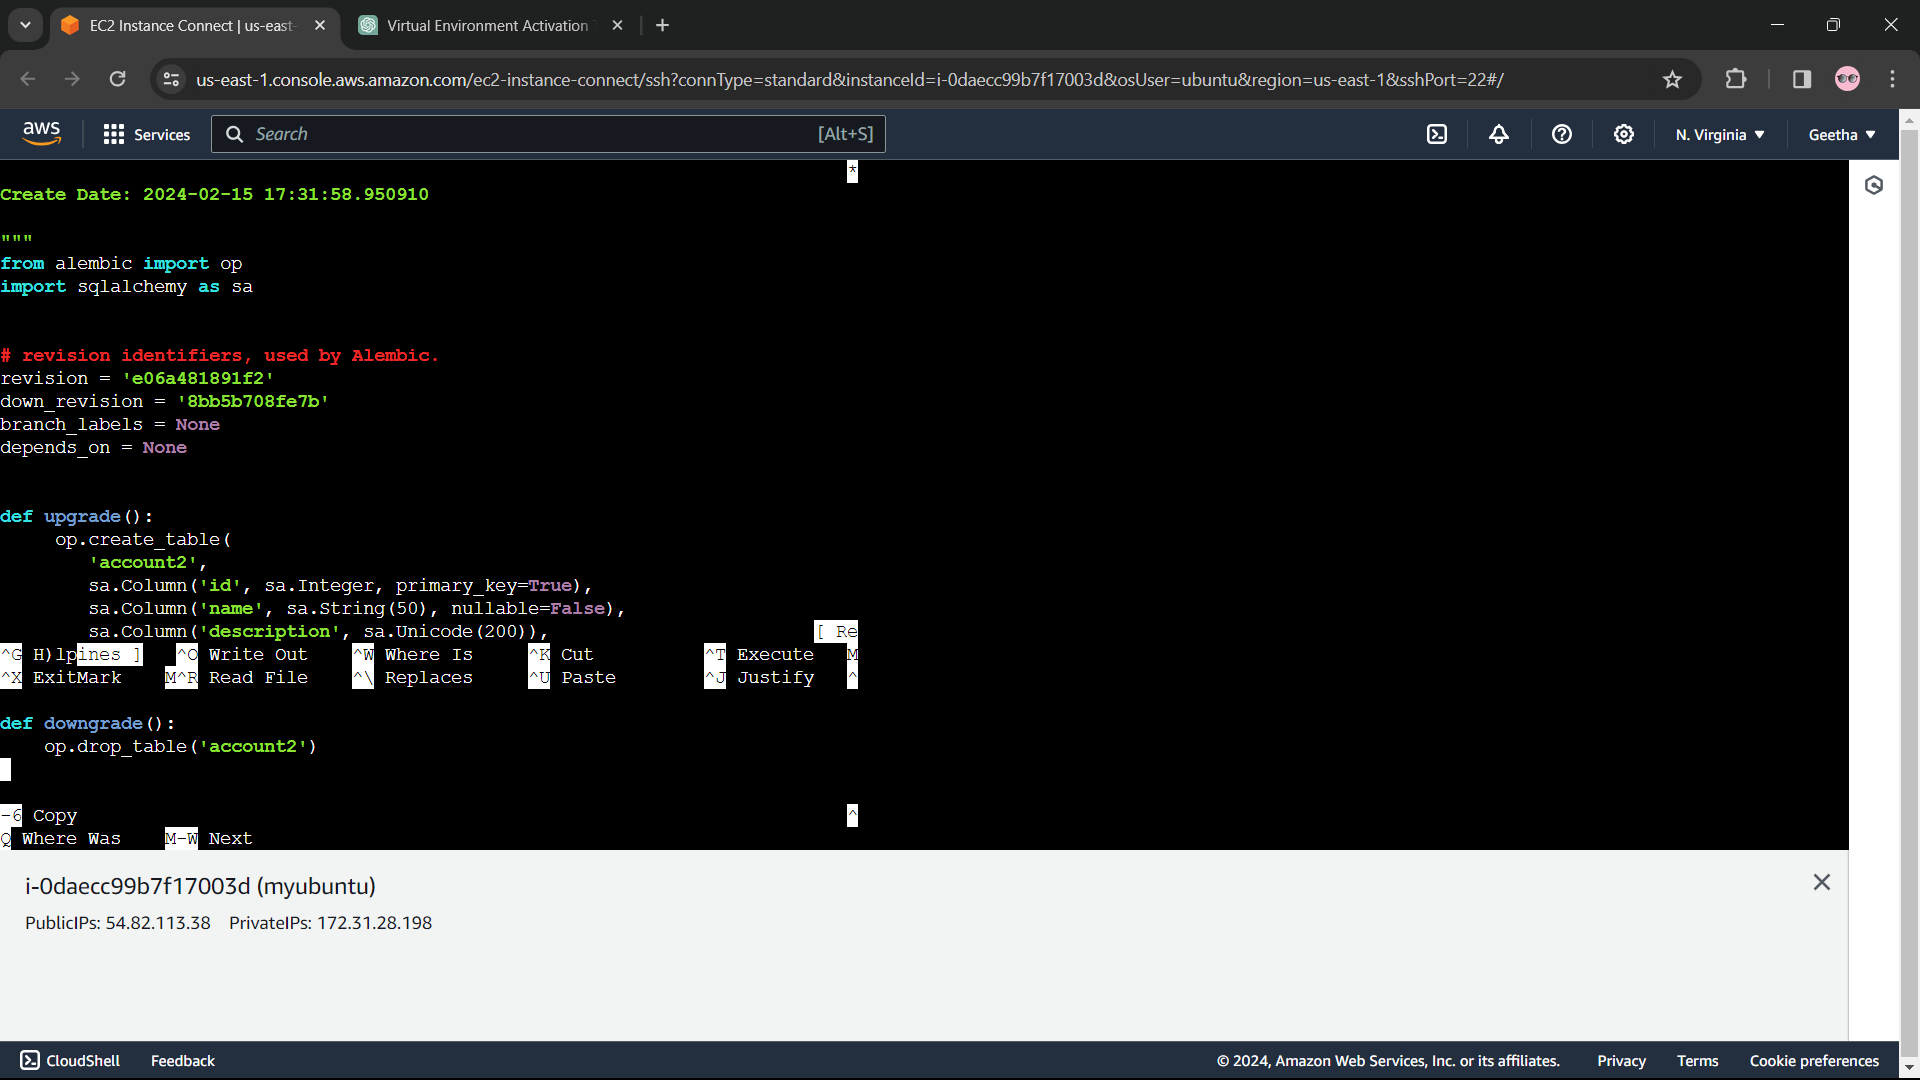 EC2 Instance Connect | us-east-
Virtual Environment Activation
us-east-1.console.aws.amazon.com/ec2-instance-connect/ssh?connType=standard&instanceId=i-0daecc99b7f17003d&osUser=ubuntu&region=us-east-1&sshPort=22#/
aws Services Search [Alt+S] N. Virginia Geetha
*
Create Date: 2024-02-15 17:31:58.950910
"""
from alembic import op
import sqlalchemy as sa
# revision identifiers, used by Alembic.
revision = 'e06a481891f2'
down_revision = '8bb5b708fe7b'
branch_labels = None
depends_on = None
def upgrade():
op.create_table(
'account2',
sa.Column('id', sa.Integer, primary_key=True),
sa.Column('name', sa.String(50), nullable=False),
sa.Column('description', sa.Unicode(200)), [ Re
^G H)lpines ] ^O Write Out ^W Where Is ^K Cut ^T Execute M
^X ExitMark M^R Read File ^\ Replaces ^U Paste ^J Justify ^
def downgrade():
op.drop_table('account2')
-6 Copy ^
Q Where Was M-W Next
i-0daecc99b7f17003d (myubuntu)
PublicIPs: 54.82.113.38 PrivateIPs: 172.31.28.198
CloudShell Feedback © 2024, Amazon Web Services, Inc. or its affiliates. Privacy Terms Cookie preferences